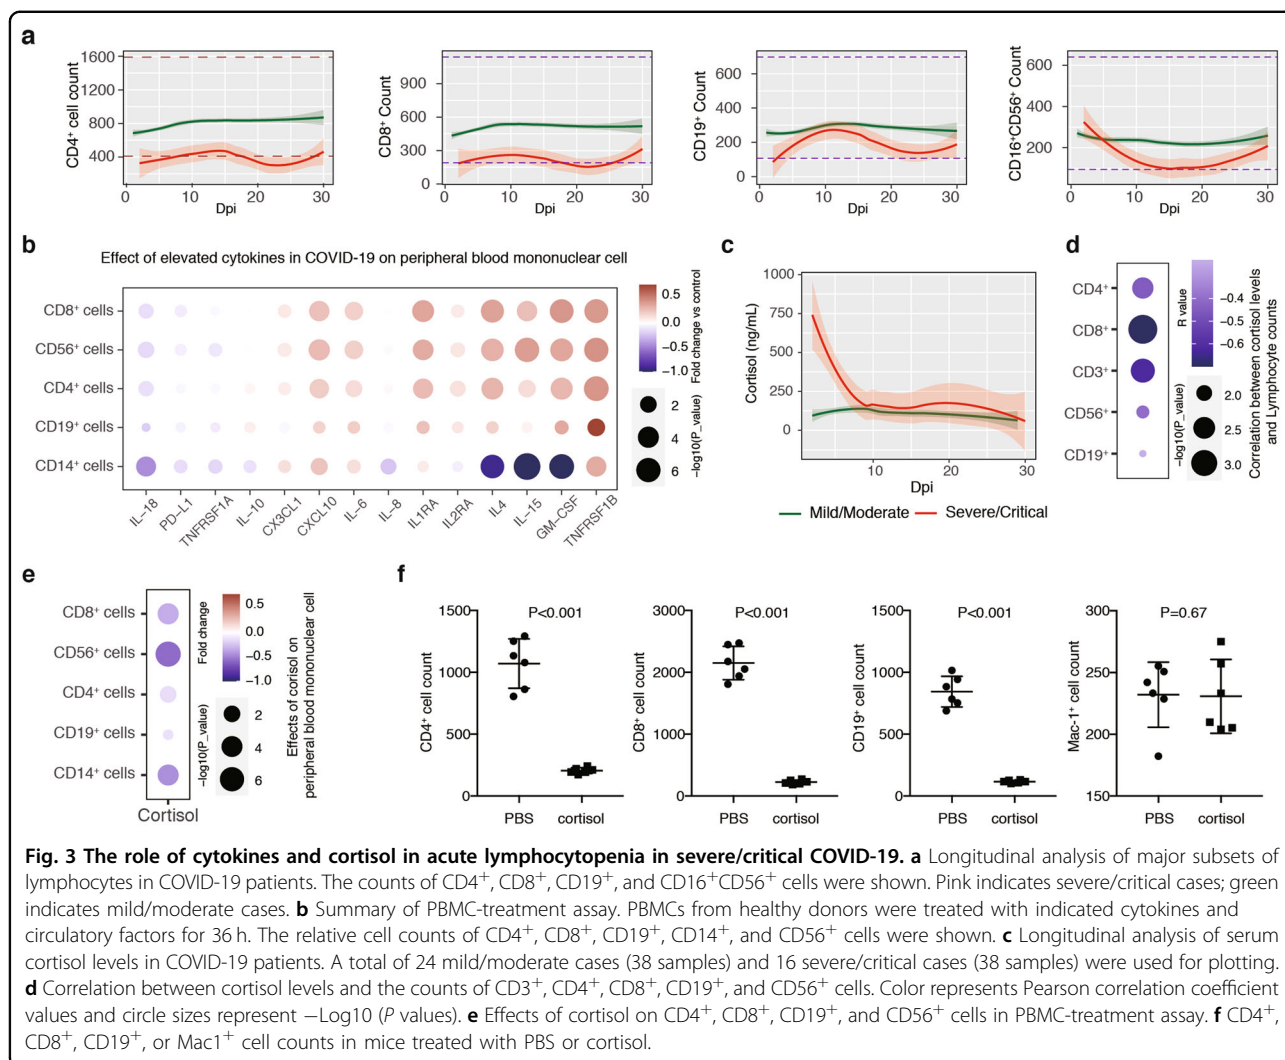 a
CD4+ cell count
1600
1200
800
400
0
10
20
30
Dpi
CD8+ Count
900
600
300
0
0
10
20
30
Dpi
CD19+ Count
600
400
200
0
0
10
20
30
Dpi
CD16+CD56+ Count
600
400
200
0
10
20
30
Dpi
b
Effect of elevated cytokines in COVID-19 on peripheral blood mononuclear cell
CD8+ cells
CD56+ cells
CD4+ cells
CD19+ cells
CD14+ cells
IL−18
PD−L1
TNFRSF1A
IL−10
CX3CL1
CXCL10
IL−6
IL−8
IL1RA
IL2RA
IL4
IL−15
GM−CSF
TNFRSF1B
0.5
0.0
−0.5
−1.0
Fold change vs control
2
4
6
−log10(P_value)
c
Cortisol (ng/mL)
1000
750
500
250
0
10
20
30
Dpi
Mild/Moderate
Severe/Critical
d
CD4+
CD8+
CD3+
CD56+
CD19+
R value
−0.4
−0.5
−0.6
−log10(P_value)
2.0
2.5
3.0
Correlation between cortisol levels
and Lymphocyte counts
e
CD8+ cells
CD56+ cells
CD4+ cells
CD19+ cells
CD14+ cells
Cortisol
Fold change
0.5
0.0
−0.5
−1.0
−log10(P_value)
2
4
6
Effects of corisol on
peripheral blood mononuclear cell
f
CD4+ cell count
1500
1000
500
0
P<0.001
PBS
cortisol
CD8+ cell count
3000
2000
1000
0
P<0.001
PBS
cortisol
CD19+ cell count
1500
1000
500
0
P<0.001
PBS
cortisol
Mac-1+ cell count
300
250
200
150
P=0.67
PBS
cortisol
Fig. 3 The role of cytokines and cortisol in acute lymphocytopenia in severe/critical COVID-19. a Longitudinal analysis of major subsets of
lymphocytes in COVID-19 patients. The counts of CD4+, CD8+, CD19+, and CD16+CD56+ cells were shown. Pink indicates severe/critical cases; green
indicates mild/moderate cases. b Summary of PBMC-treatment assay. PBMCs from healthy donors were treated with indicated cytokines and
circulatory factors for 36 h. The relative cell counts of CD4+, CD8+, CD19+, CD14+, and CD56+ cells were shown. c Longitudinal analysis of serum
cortisol levels in COVID-19 patients. A total of 24 mild/moderate cases (38 samples) and 16 severe/critical cases (38 samples) were used for plotting.
d Correlation between cortisol levels and the counts of CD3+, CD4+, CD8+, CD19+, and CD56+ cells. Color represents Pearson correlation coefficient
values and circle sizes represent −Log10 (P values). e Effects of cortisol on CD4+, CD8+, CD19+, and CD56+ cells in PBMC-treatment assay. f CD4+,
CD8+, CD19+, or Mac1+ cell counts in mice treated with PBS or cortisol.